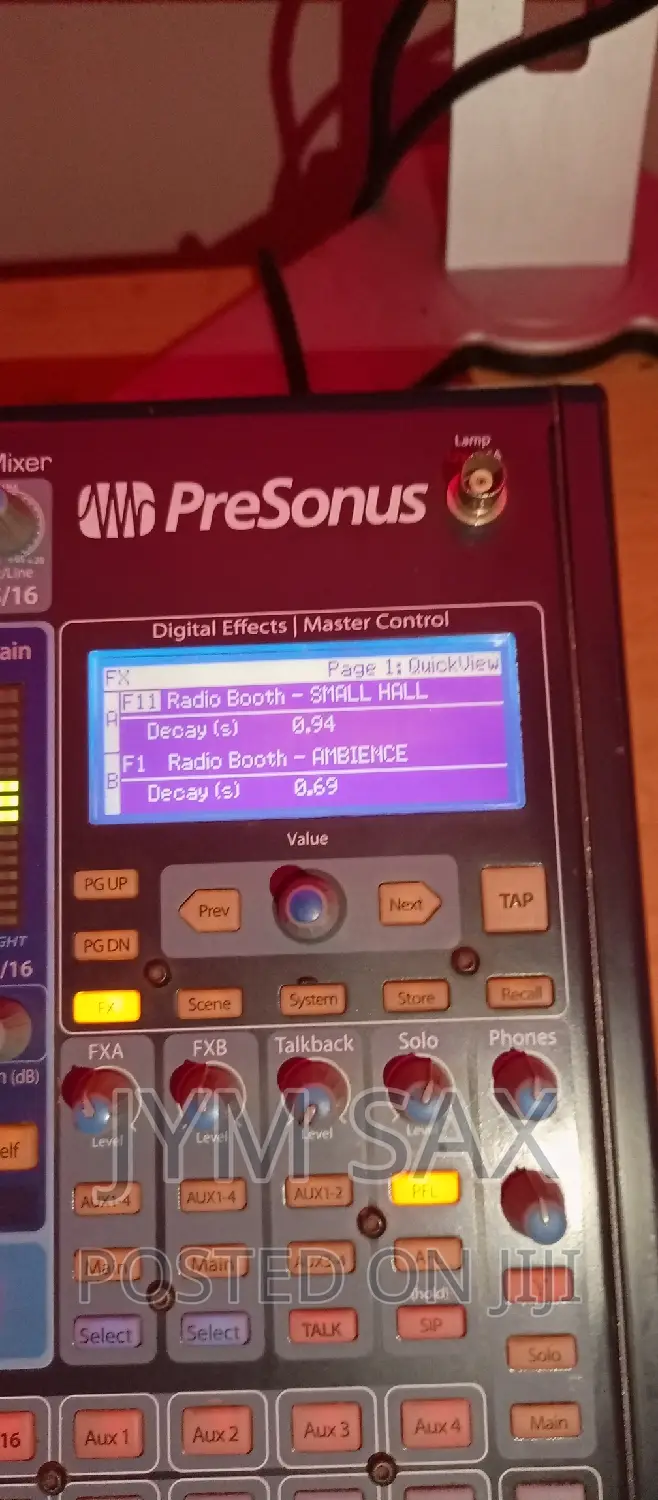 Mixer
Lamp
PreSonus
/Line
/16
Digital Effects | Master Control
FX Page 1: QuickView
A
F11 Radio Booth - SMALL HALL
Decay (s) 0.94
B
F1 Radio Booth - AMBIENCE
Decay (s) 0.69
Value
PG UP
Prev
Next
TAP
PG DN
/16
FX
Scene
System
Store
Recall
FXA
FXB
Talkback
Solo
Phones
(dB)
Level
Level
Level
JYM SAX
AUX1-4
AUX1-4
AUX1-2
PFL
Main
Main
POSTED ON JIJI
(hold)
Select
Select
TALK
SIP
Solo
Main
16
Aux 1
Aux 2
Aux 3
Aux 4